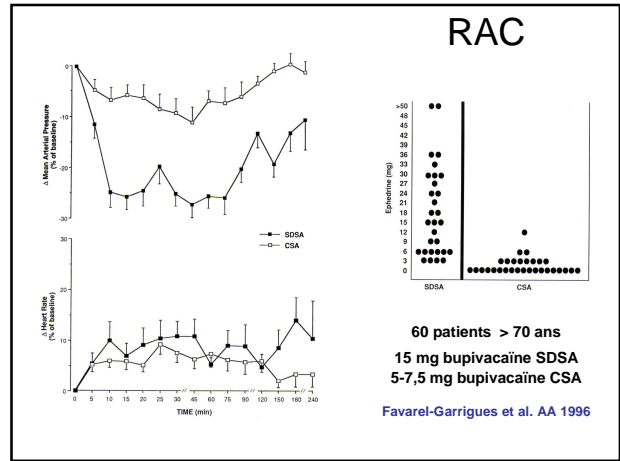 RAC
Δ Mean Arterial Pressure
(% of baseline)
0
-10
-20
-30
SDSA
CSA
Δ Heart Rate
(% of baseline)
30
20
10
0
0 5 10 15 20 25 30 45 60 75 90 120 150 180 240
TIME (min)
Ephedrine (mg)
>50
48
45
42
39
36
33
30
27
24
21
18
15
12
9
6
3
0
SDSA CSA
60 patients > 70 ans
15 mg bupivacaïne SDSA
5-7,5 mg bupivacaïne CSA
Favarel-Garrigues et al. AA 1996